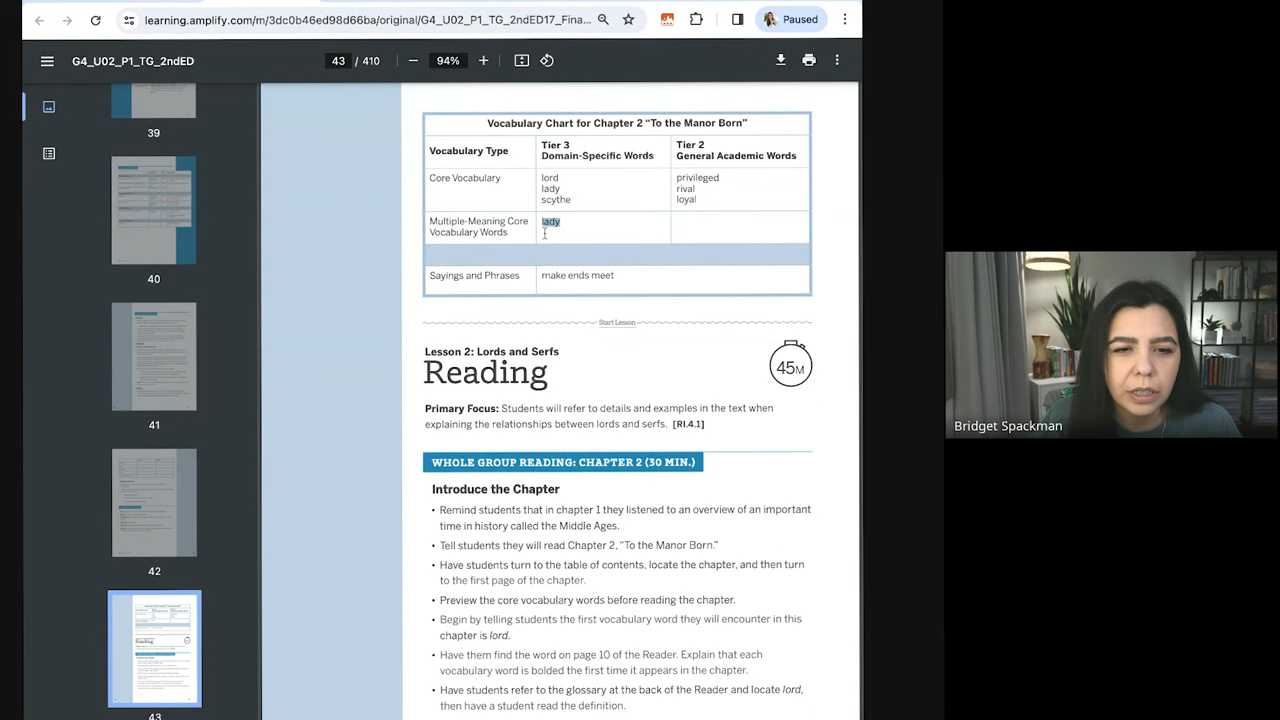 learning.amplify.com/m/3dc0b46ed98d66ba/original/G4_U02_P1_TG_2ndED17_Fina...
Paused
G4_U02_P1_TG_2ndED
43 / 410
94%
39
40
41
42
43
Vocabulary Chart for Chapter 2 “To the Manor Born”
Vocabulary Type
Tier 3
Domain-Specific Words
Tier 2
General Academic Words
Core Vocabulary
lord
lady
scythe
privileged
rival
loyal
Multiple-Meaning Core
Vocabulary Words
lady
Sayings and Phrases
make ends meet
Start Lesson
Lesson 2: Lords and Serfs
Reading
45M
Primary Focus: Students will refer to details and examples in the text when
explaining the relationships between lords and serfs. [RI.4.1]
WHOLE GROUP READING: CHAPTER 2 (30 MIN.)
Introduce the Chapter
• Remind students that in chapter 1 they listened to an overview of an important
time in history called the Middle Ages.
• Tell students they will read Chapter 2, “To the Manor Born.”
• Have students turn to the table of contents, locate the chapter, and then turn
to the first page of the chapter.
• Preview the core vocabulary words before reading the chapter.
• Begin by telling students the first vocabulary word they will encounter in this
chapter is lord.
• Have them find the word on page 10 of the Reader. Explain that each
vocabulary word is bolded the first time it appears in the chapter.
• Have students refer to the glossary at the back of the Reader and locate lord,
then have a student read the definition.
Bridget Spackman